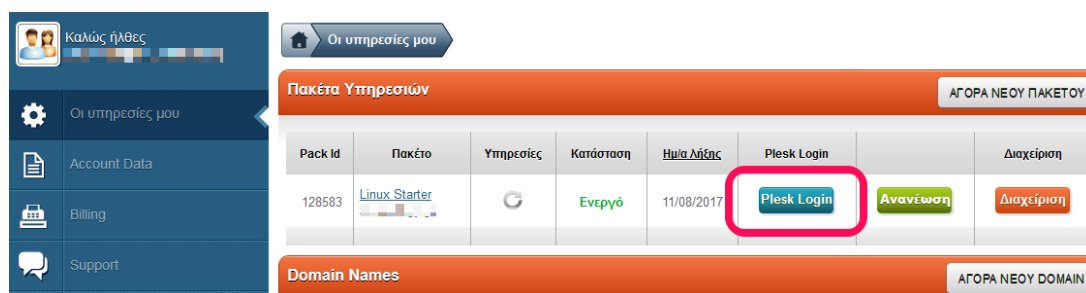 Καλώς ήλθες
Οι υπηρεσίες μου
Account Data
Billing
Support
Οι υπηρεσίες μου
Πακέτα Υπηρεσιών
ΑΓΟΡΑ ΝΕΟΥ ΠΑΚΕΤΟΥ
Pack Id Πακέτο Υπηρεσίες Κατάσταση Ημ/α Λήξης Plesk Login Διαχείριση
128583 Linux Starter Ενεργό 11/08/2017 Plesk Login Ανανέωση Διαχείριση
Domain Names
ΑΓΟΡΑ ΝΕΟΥ DOMAIN